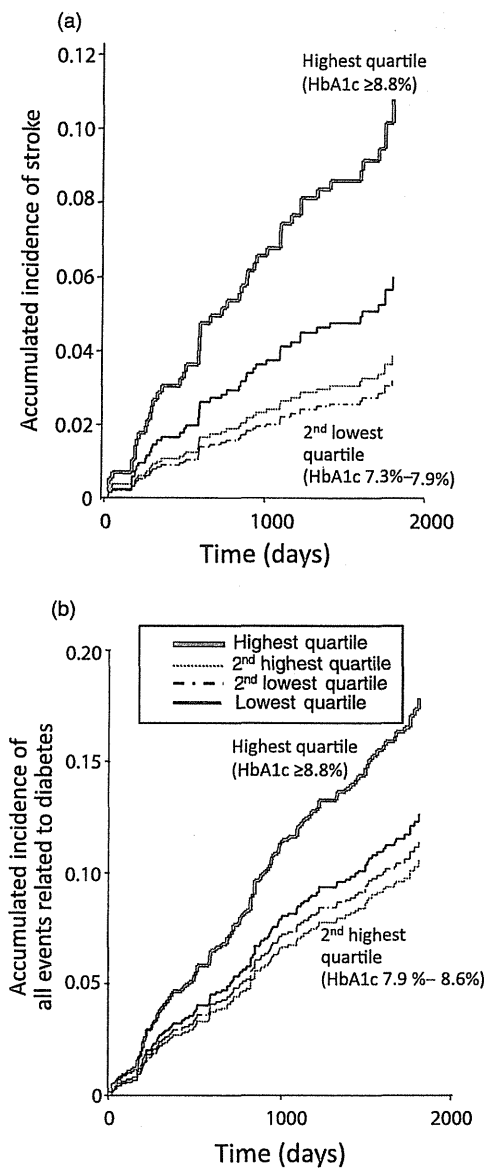 (a)
0.12
0.10
0.08
0.06
0.04
0.02
0
Accumulated incidence of stroke
Highest quartile
(HbA1c ≥8.8%)
2nd lowest
quartile
(HbA1c 7.3%–7.9%)
0
1000
2000
Time (days)
(b)
Highest quartile
2nd highest quartile
2nd lowest quartile
Lowest quartile
0.20
0.15
0.10
0.05
0
Accumulated incidence of
all events related to diabetes
Highest quartile
(HbA1c ≥8.8%)
2nd highest
quartile
(HbA1c 7.9 %– 8.6%)
0
1000
2000
Time (days)